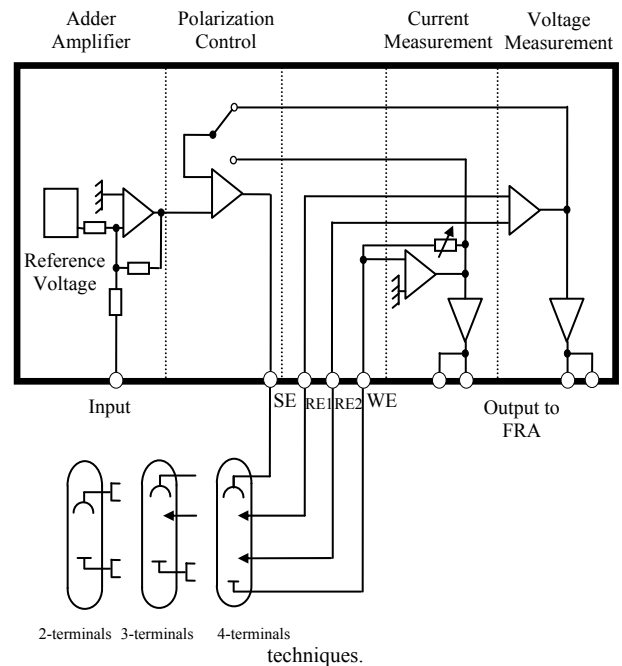 Adder Amplifier
Polarization Control
Current Measurement
Voltage Measurement
Reference Voltage
Input
SE
RE1
RE2
WE
Output to FRA
2-terminals
3-terminals
4-terminals
techniques.